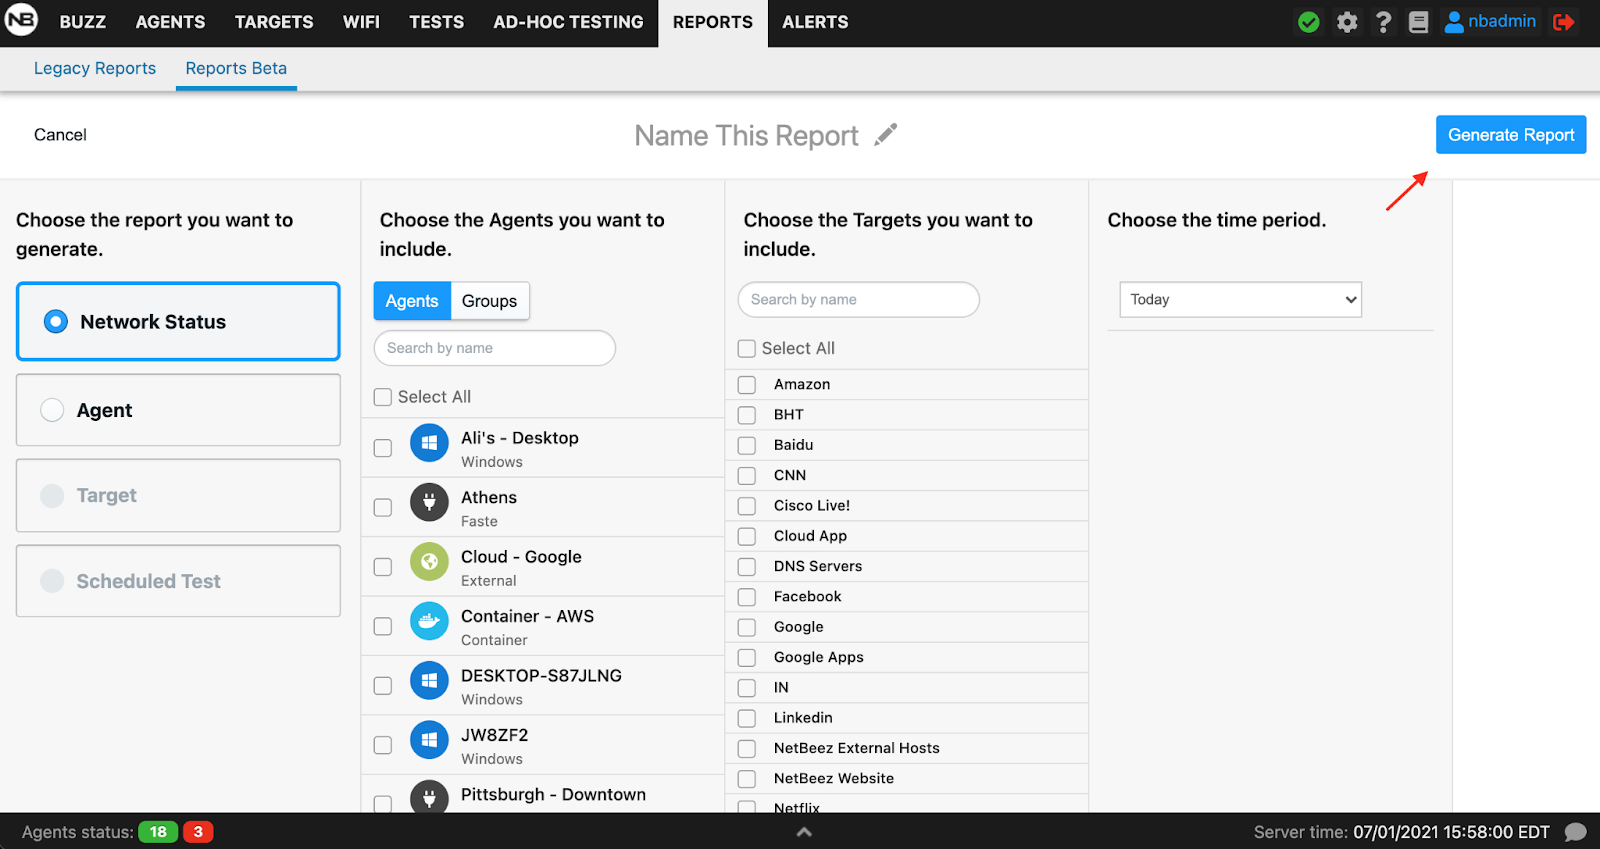 NB BUZZ AGENTS TARGETS WIFI TESTS AD-HOC TESTING REPORTS ALERTS ? nbadmin
Legacy Reports Reports Beta
Cancel Name This Report Generate Report
Choose the report you want to
generate.
Network Status
Agent
Target
Scheduled Test
Choose the Agents you want to
include.
Agents Groups
Search by name
Select All
Ali's - Desktop
Windows
Athens
Faste
Cloud - Google
External
Container - AWS
Container
DESKTOP-S87JLNG
Windows
JW8ZF2
Windows
Pittsburgh - Downtown
Choose the Targets you want to
include.
Search by name
Select All
Amazon
BHT
Baidu
CNN
Cisco Live!
Cloud App
DNS Servers
Facebook
Google
Google Apps
IN
Linkedin
NetBeez External Hosts
NetBeez Website
Netflix
Choose the time period.
Today
Agents status: 18 3 Server time: 07/01/2021 15:58:00 EDT